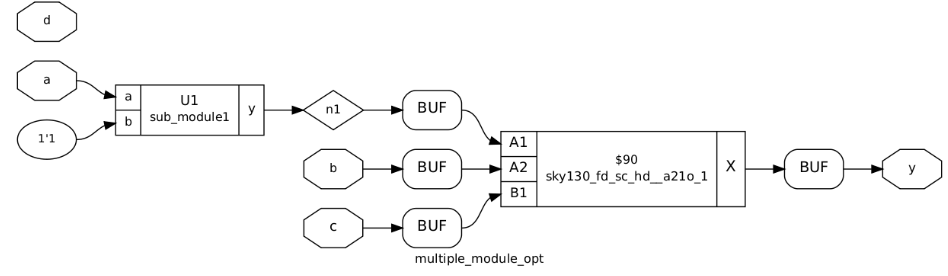 d
a
1'1
a
b
U1
sub_module1
y
n1
BUF
b
BUF
c
BUF
A1
A2
B1
$90
sky130_fd_sc_hd__a21o_1
X
BUF
y
multiple_module_opt